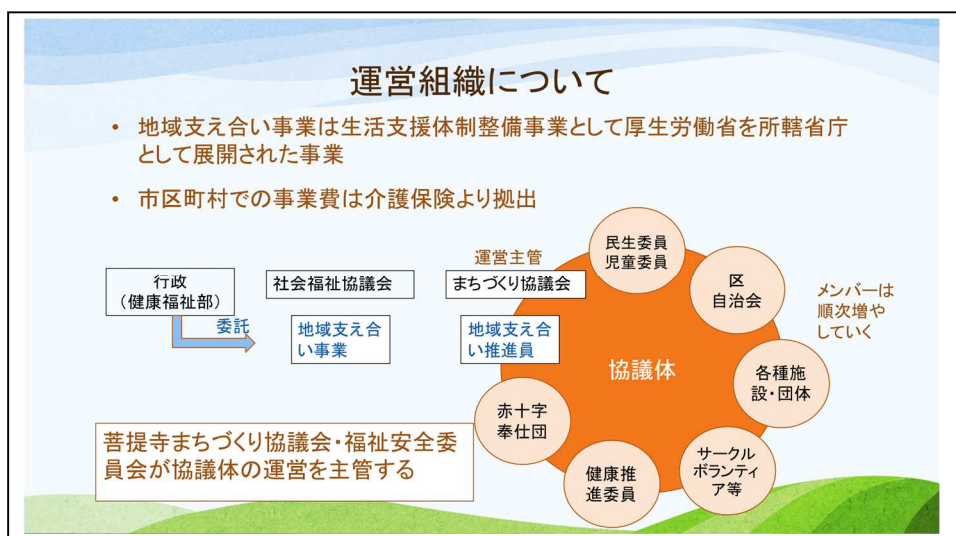 運営組織について
• 地域支え合い事業は生活支援体制整備事業として厚生労働省を所轄省庁
として展開された事業
• 市区町村での事業費は介護保険より拠出
行政
（健康福祉部）
委託
社会福祉協議会
地域支え合
い事業
運営主管
まちづくり協議会
地域支え合
い推進員
協議体
民生委員
児童委員
区
自治会
各種施
設・団体
サークル
ボランティ
ア等
健康推
進委員
赤十字
奉仕団
メンバーは
順次増や
していく
菩提寺まちづくり協議会・福祉安全委
員会が協議体の運営を主管する